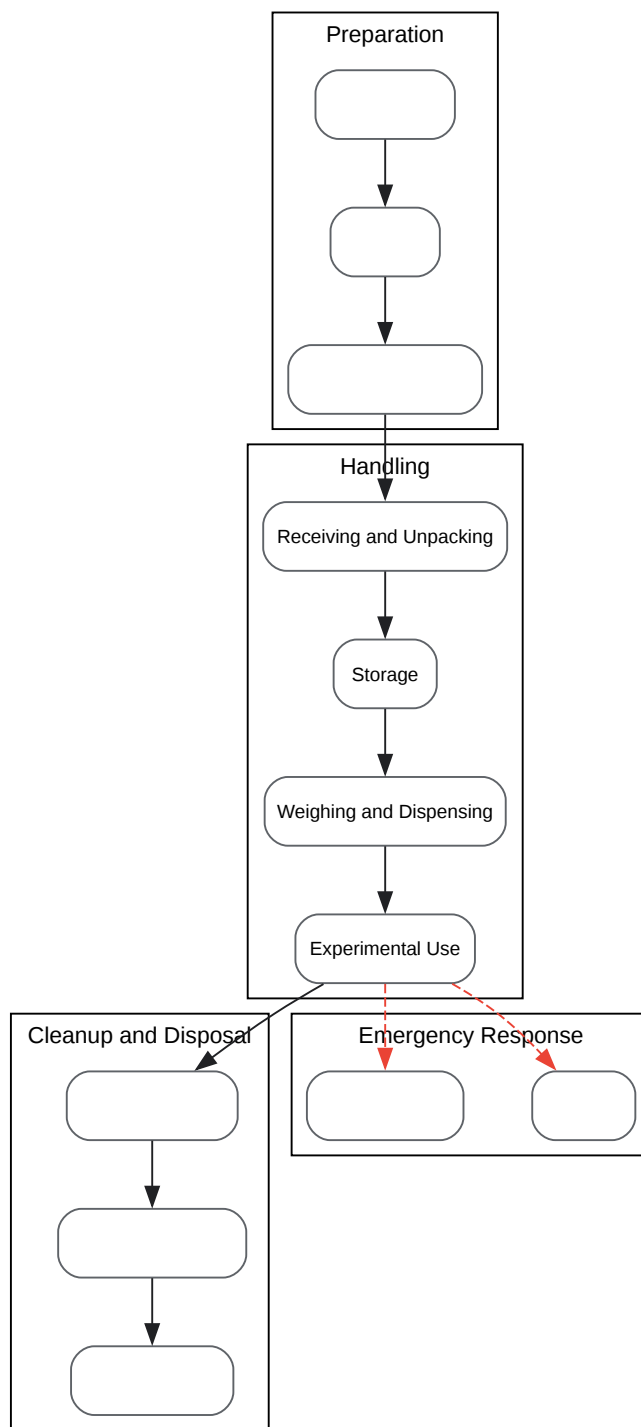 Preparation
Handling
Receiving and Unpacking
Storage
Weighing and Dispensing
Experimental Use
Cleanup and Disposal
Emergency Response